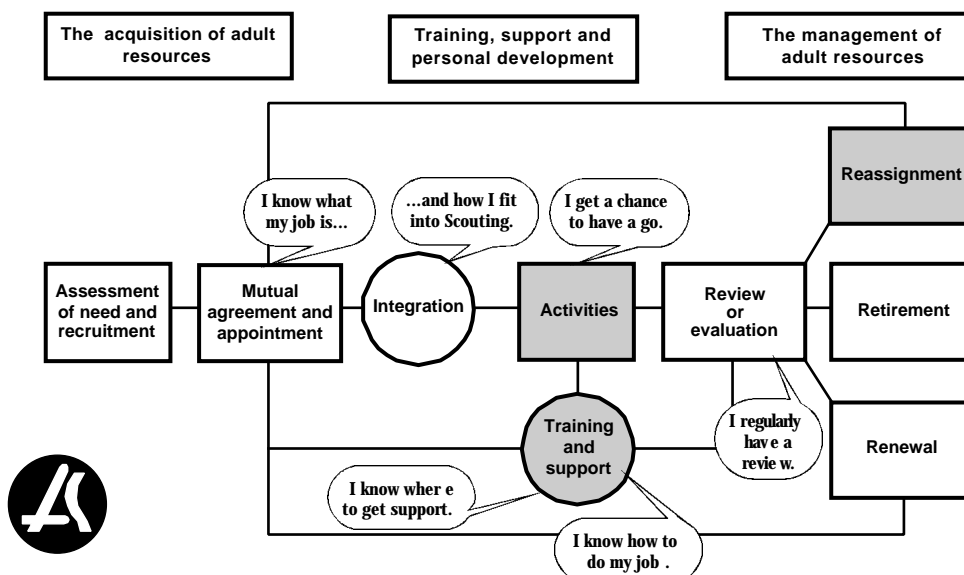 The acquisition of adult
resources
Training, support and
personal development
The management of
adult resources
Reassignment
I know what
my job is...
...and how I fit
into Scouting.
I get a chance
to have a go.
Assessment
of need and
recruitment
Mutual
agreement and
appointment
Integration
Activities
Review
or
evaluation
Retirement
Training
and
support
I regularly
have a
review.
Renewal
I know where
to get support.
I know how to
do my job .